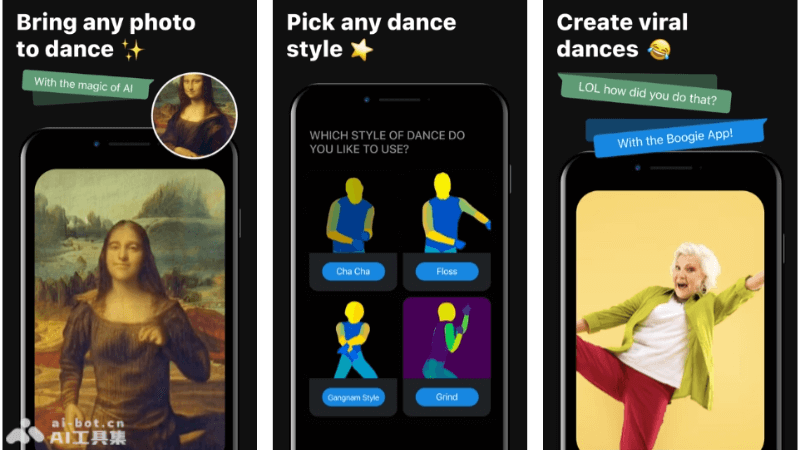 Bring any photo
to dance ✨
With the magic of AI
ai-bot.cn
AI工具集
Pick any dance
style ⭐
WHICH STYLE OF DANCE DO
YOU LIKE TO USE?
Cha Cha
Floss
Gangnam Style
Grind
Create viral
dances 😂
LOL how did you do that?
With the Boogie App!